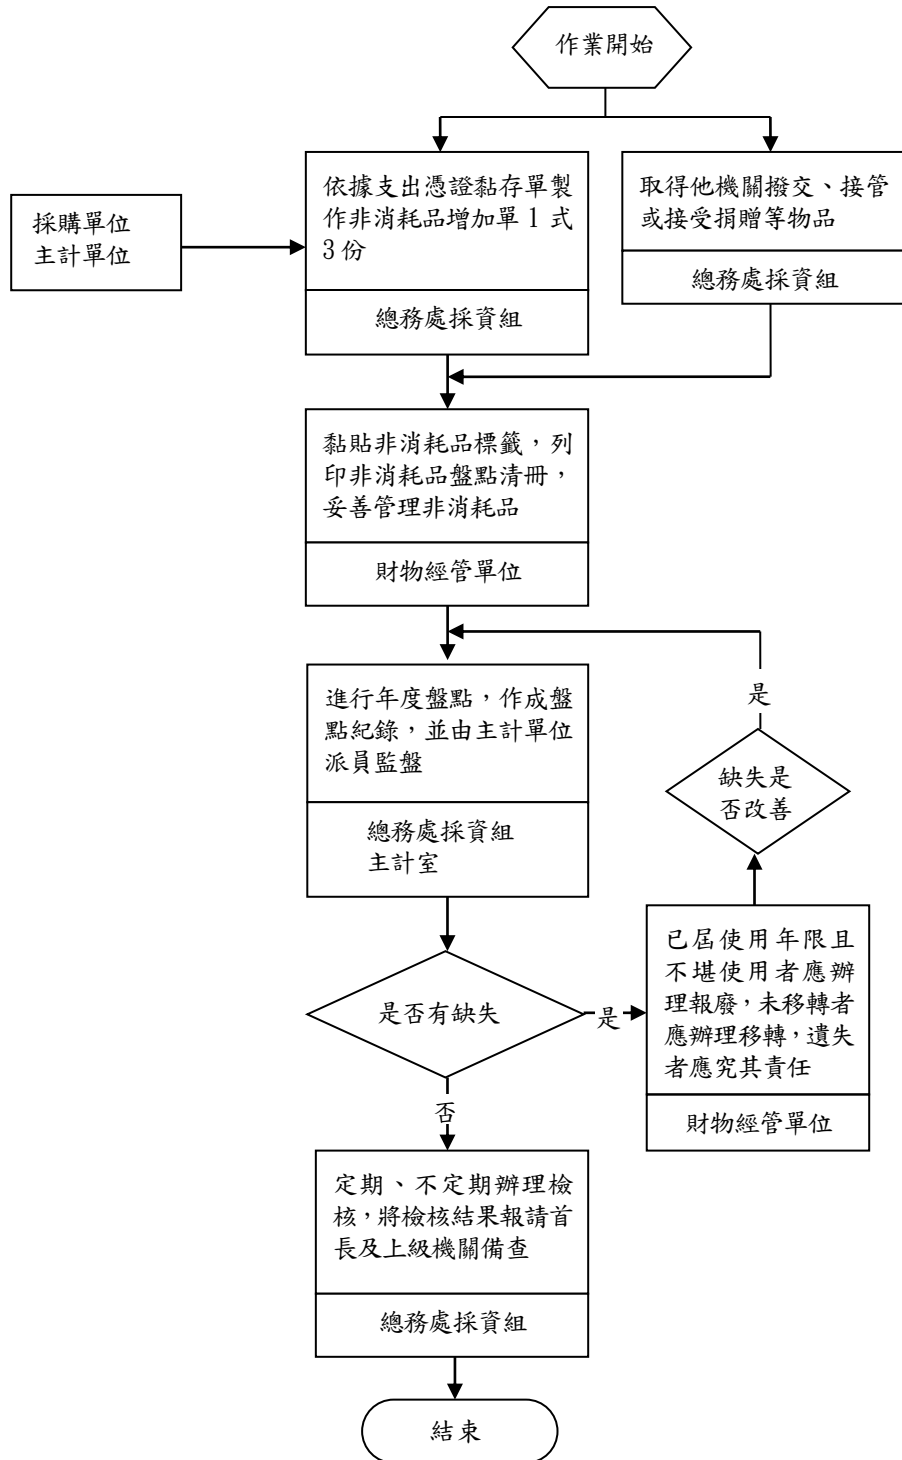 作業開始
依據支出憑證黏存單製
作非消耗品增加單 1 式
3 份
總務處採資組
取得他機關撥交、接管
或接受捐贈等物品
總務處採資組
採購單位
主計單位
黏貼非消耗品標籤，列
印非消耗品盤點清冊，
妥善管理非消耗品
財物經管單位
進行年度盤點，作成盤
點紀錄，並由主計單位
派員監盤
總務處採資組
主計室
是
缺失是
否改善
已屆使用年限且
不堪使用者應辦
理報廢，未移轉者
應辦理移轉，遺失
者應究其責任
財物經管單位
是否有缺失
是
否
定期、不定期辦理檢
核，將檢核結果報請首
長及上級機關備查
總務處採資組
結束